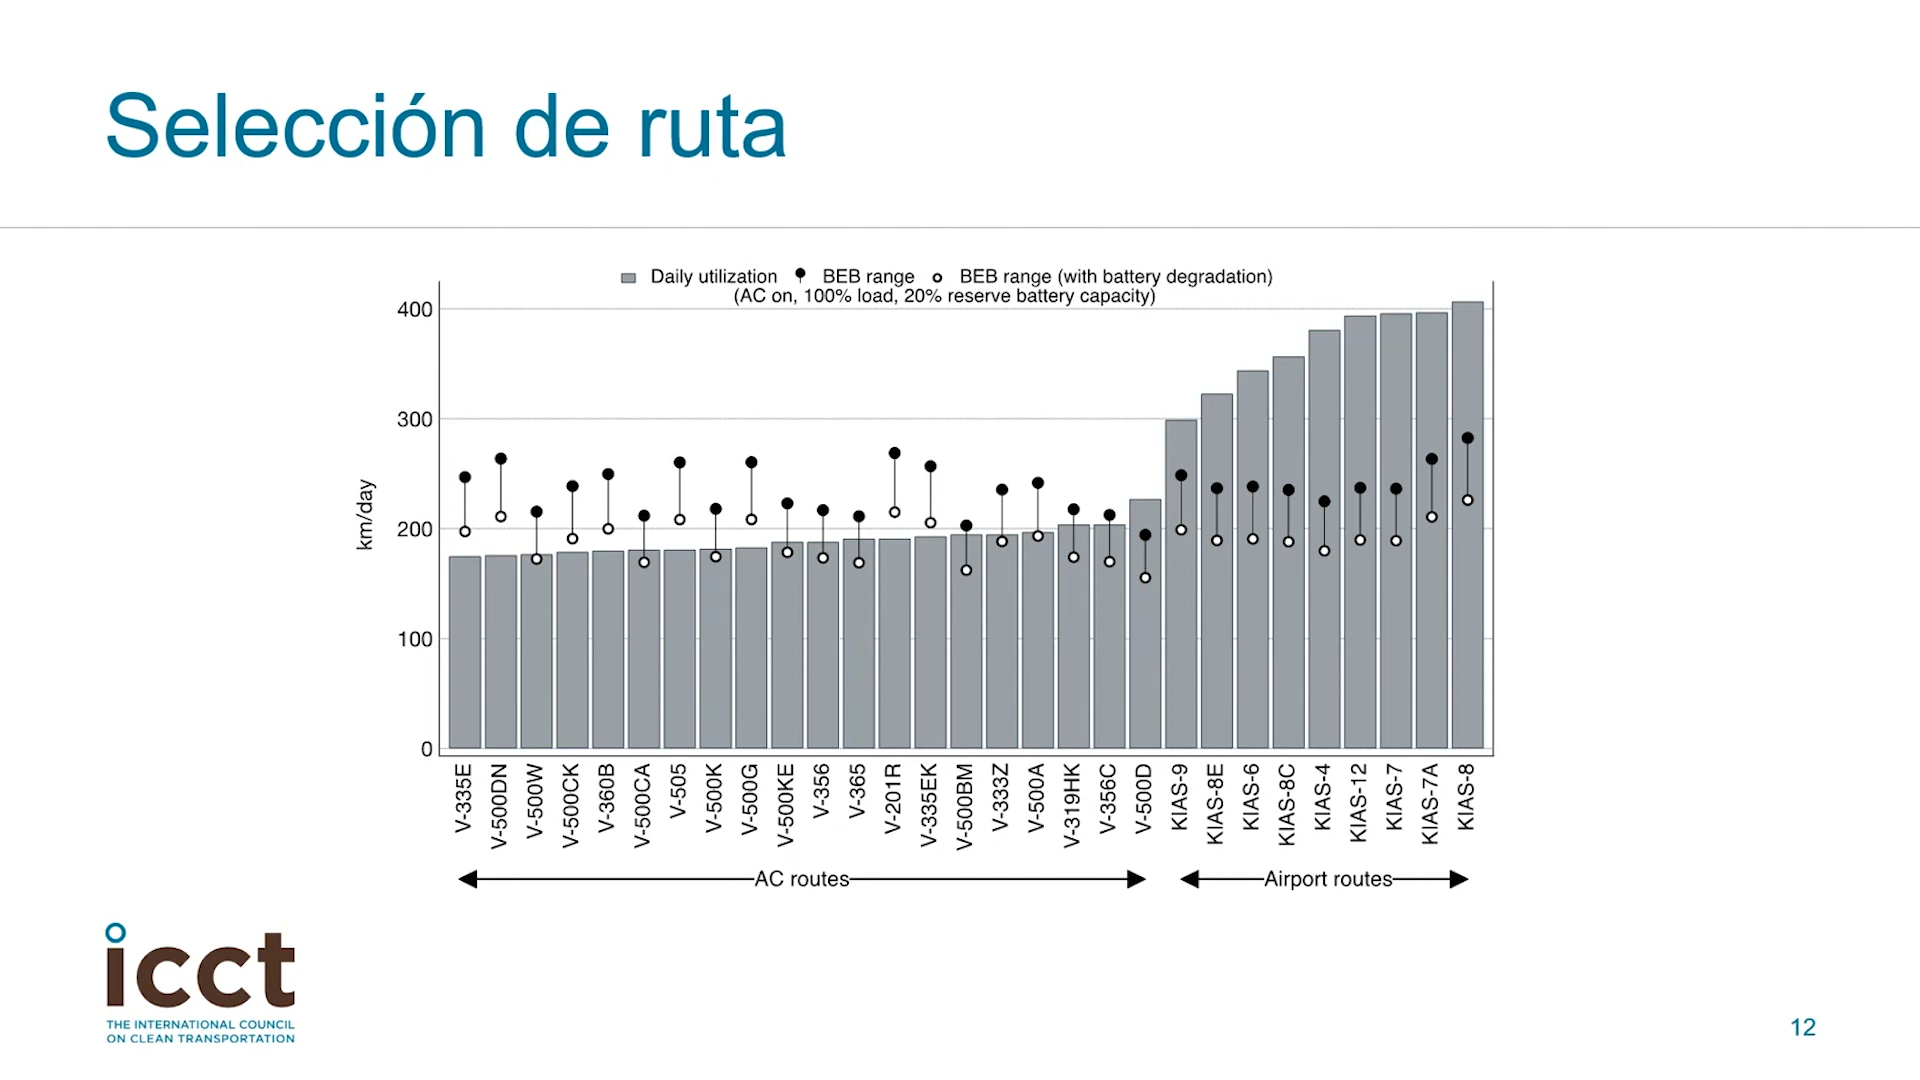 Selección de ruta
Daily utilization BEB range BEB range (with battery degradation)
(AC on, 100% load, 20% reserve battery capacity)
km/day
400
300
200
100
0
V-335E
V-500DN
V-500W
V-500CK
V-360B
V-500CA
V-505
V-500K
V-500G
V-500KE
V-356
V-365
V-201R
V-335EK
V-500BM
V-333Z
V-500A
V-319HK
V-356C
V-500D
KIAS-9
KIAS-8E
KIAS-6
KIAS-8C
KIAS-4
KIAS-12
KIAS-7
KIAS-7A
KIAS-8
AC routes
Airport routes
icct
THE INTERNATIONAL COUNCIL
ON CLEAN TRANSPORTATION
12